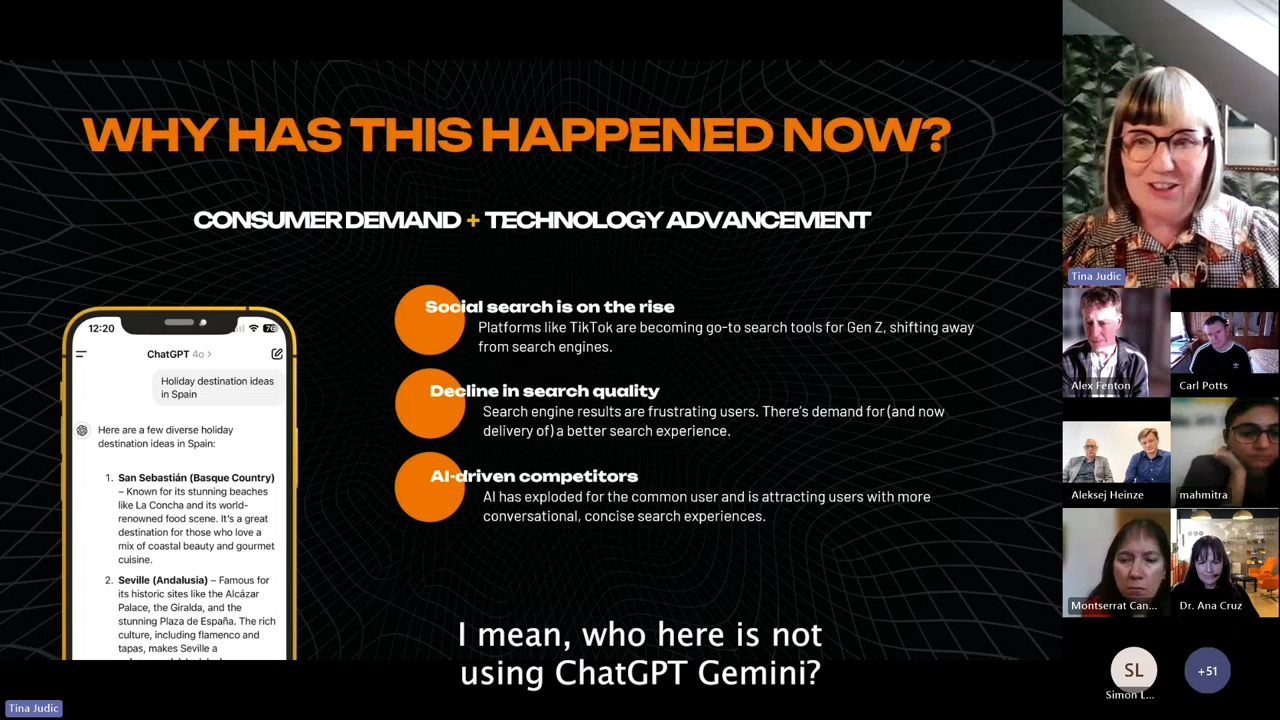 WHY HAS THIS HAPPENED NOW?
CONSUMER DEMAND + TECHNOLOGY ADVANCEMENT
12:20
76
ChatGPT 4o >
Holiday destination ideas
in Spain
Here are a few diverse holiday
destination ideas in Spain:
1. San Sebastián (Basque Country)
– Known for its stunning beaches
like La Concha and its world-
renowned food scene. It's a great
destination for those who love a
mix of coastal beauty and gourmet
cuisine.
2. Seville (Andalusia) – Famous for
its historic sites like the Alcázar
Palace, the Giralda, and the
stunning Plaza de España. The rich
culture, including flamenco and
tapas, makes Seville a
Social search is on the rise
Platforms like TikTok are becoming go-to search tools for Gen Z, shifting away
from search engines.
Decline in search quality
Search engine results are frustrating users. There's demand for (and now
delivery of) a better search experience.
AI-driven competitors
AI has exploded for the common user and is attracting users with more
conversational, concise search experiences.
I mean, who here is not
using ChatGPT Gemini?
Tina Judic
Tina Judic
Alex Fenton
Carl Potts
Aleksej Heinze
mahmitra
Montserrat Can...
Dr. Ana Cruz
SL
Simon L...
+51